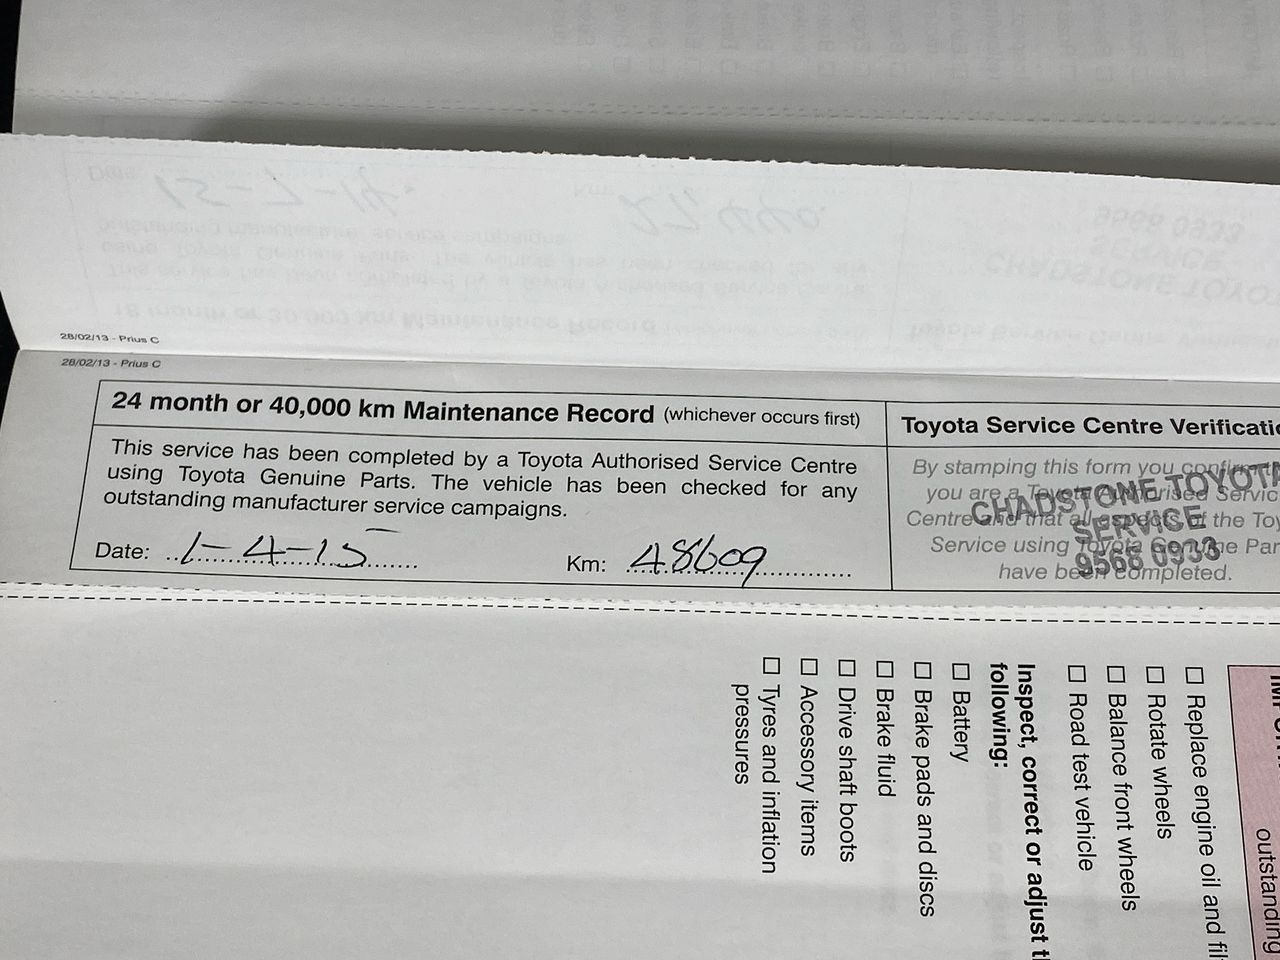 28/02/13 - Prius C
28/02/13 - Prius C
24 month or 40,000 km Maintenance Record (whichever occurs first)
This service has been completed by a Toyota Authorised Service Centre
using Toyota Genuine Parts. The vehicle has been checked for any
outstanding manufacturer service campaigns.
Date: 1-4-15
Km: 48609
Toyota Service Centre Verificatio
By stamping this form you confirm
you are a Toyota Authorised Servic
Centre and that all aspects of the Toy
Service using Toyota Genuine Par
have been completed.
CHADSTONE TOYOTA
SERVICE
9568 0933
outstanding
☐ Replace engine oil and fil
☐ Rotate wheels
☐ Balance front wheels
☐ Road test vehicle
Inspect, correct or adjust th
following:
☐ Battery
☐ Brake pads and discs
☐ Brake fluid
☐ Drive shaft boots
☐ Accessory items
☐ Tyres and inflation
pressures